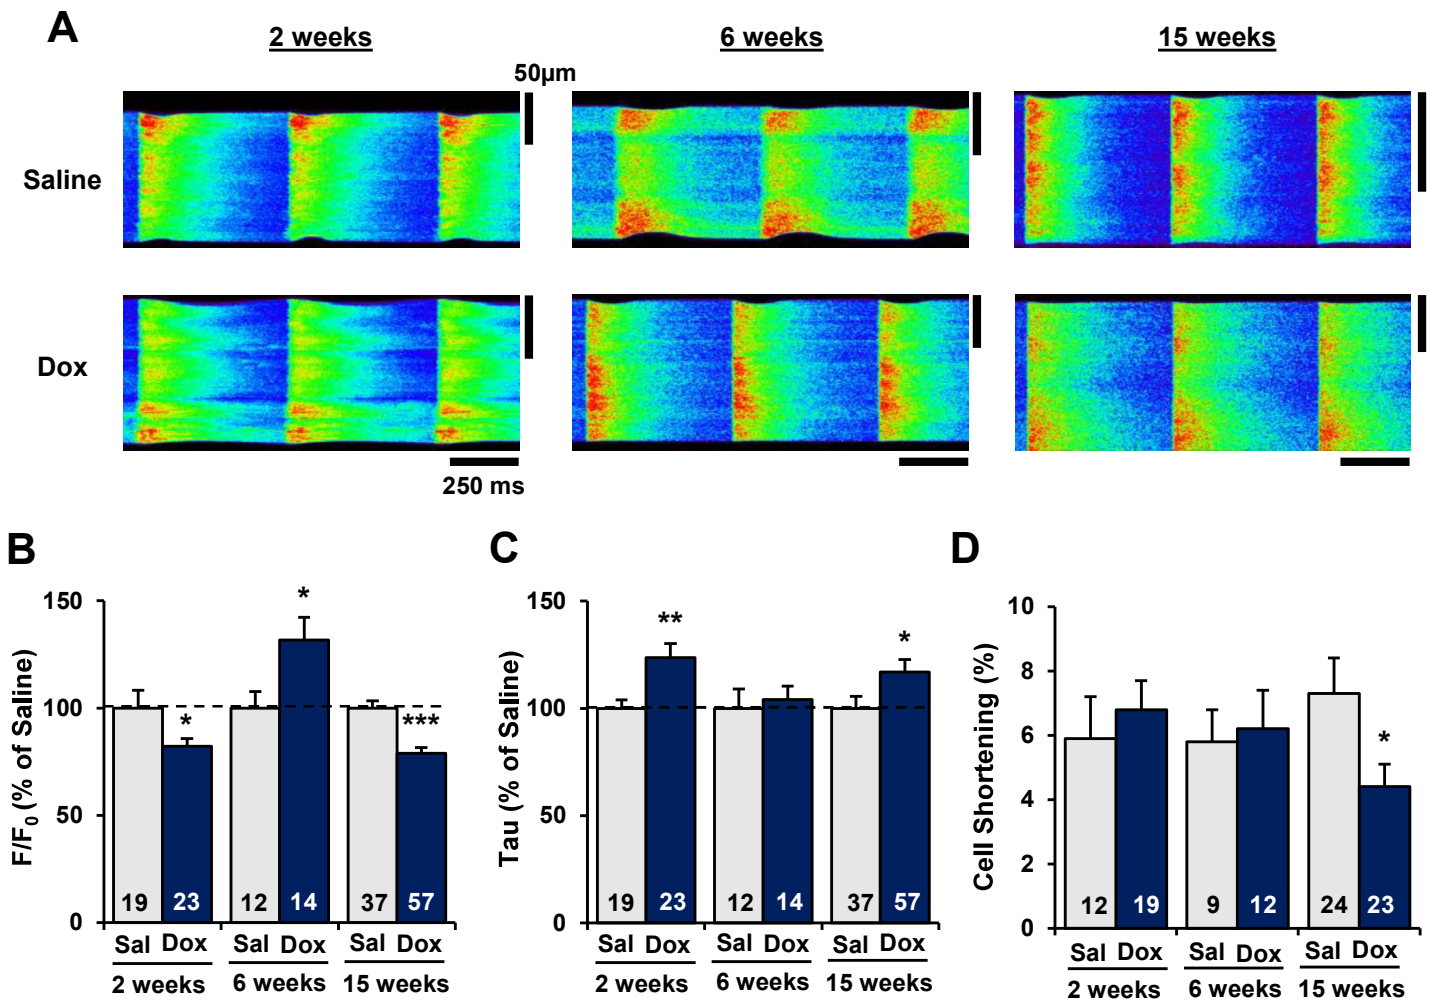 A
2 weeks 6 weeks 15 weeks
50μm
Saline
Dox
250 ms
B
F/F0 (% of Saline)
150
100
50
0
* * ***
19 23 12 14 37 57
Sal Dox Sal Dox Sal Dox
2 weeks 6 weeks 15 weeks
C
Tau (% of Saline)
150
100
50
0
** *
19 23 12 14 37 57
Sal Dox Sal Dox Sal Dox
2 weeks 6 weeks 15 weeks
D
Cell Shortening (%)
10
8
6
4
2
0
*
12 19 9 12 24 23
Sal Dox Sal Dox Sal Dox
2 weeks 6 weeks 15 weeks